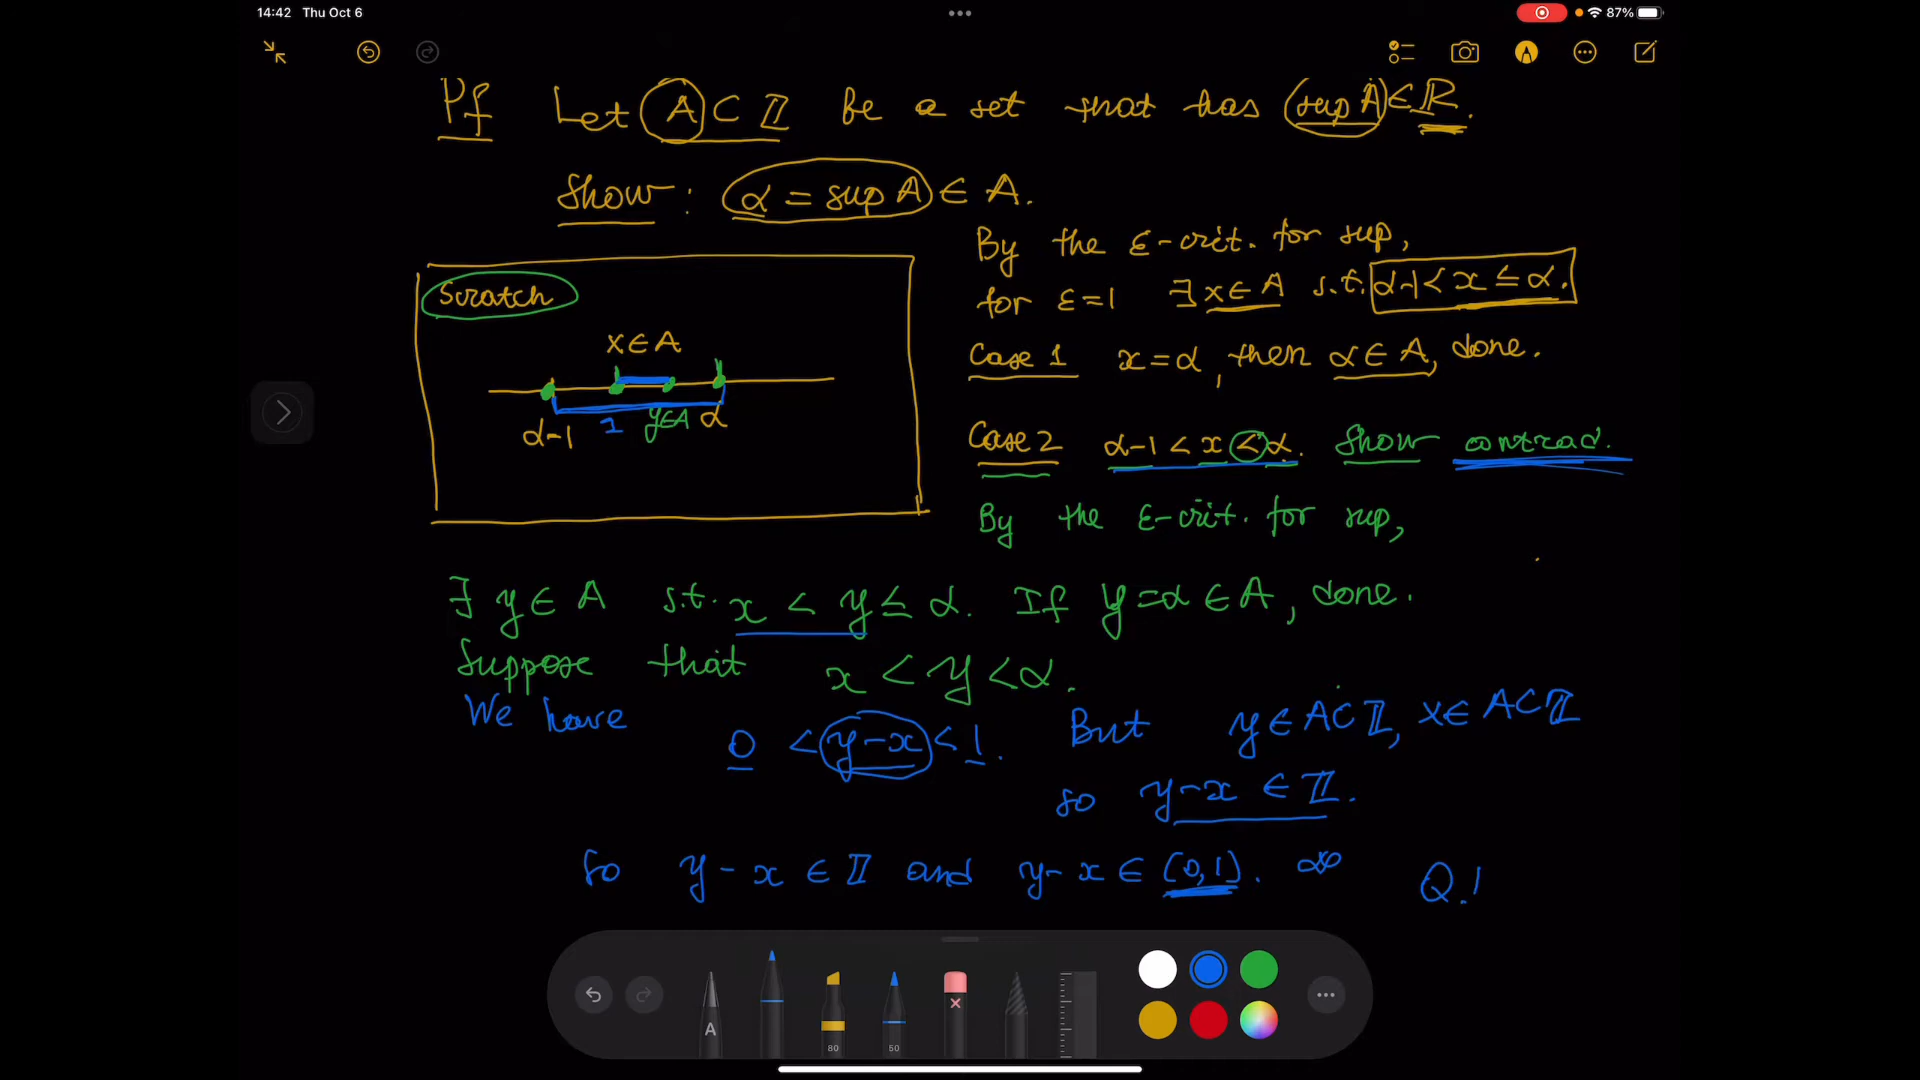 14:42 Thu Oct 6
87%
Pf Let A ⊂ ℤ be a set that has sup A ∈ ℝ.
Show: α = sup A ∈ A.
By the ε-crit. for sup,
for ε=1 ∃ x∈A s.t. α-1 < x ≤ α.
Case 1 x=α, then α∈A, done.
Case 2 α-1 < x < α. Show contrad.
By the ε-crit. for sup,
Scratch
x∈A
α-1 1 y∈A α
∃ y∈A s.t. x < y ≤ α. If y=α∈A, done.
Suppose that x < y < α.
We have 0 < y-x < 1. But y∈A⊂ℤ, x∈A⊂ℤ
so y-x ∈ ℤ.
So y-x ∈ ℤ and y-x ∈ (0,1).
Q.
A
80
50